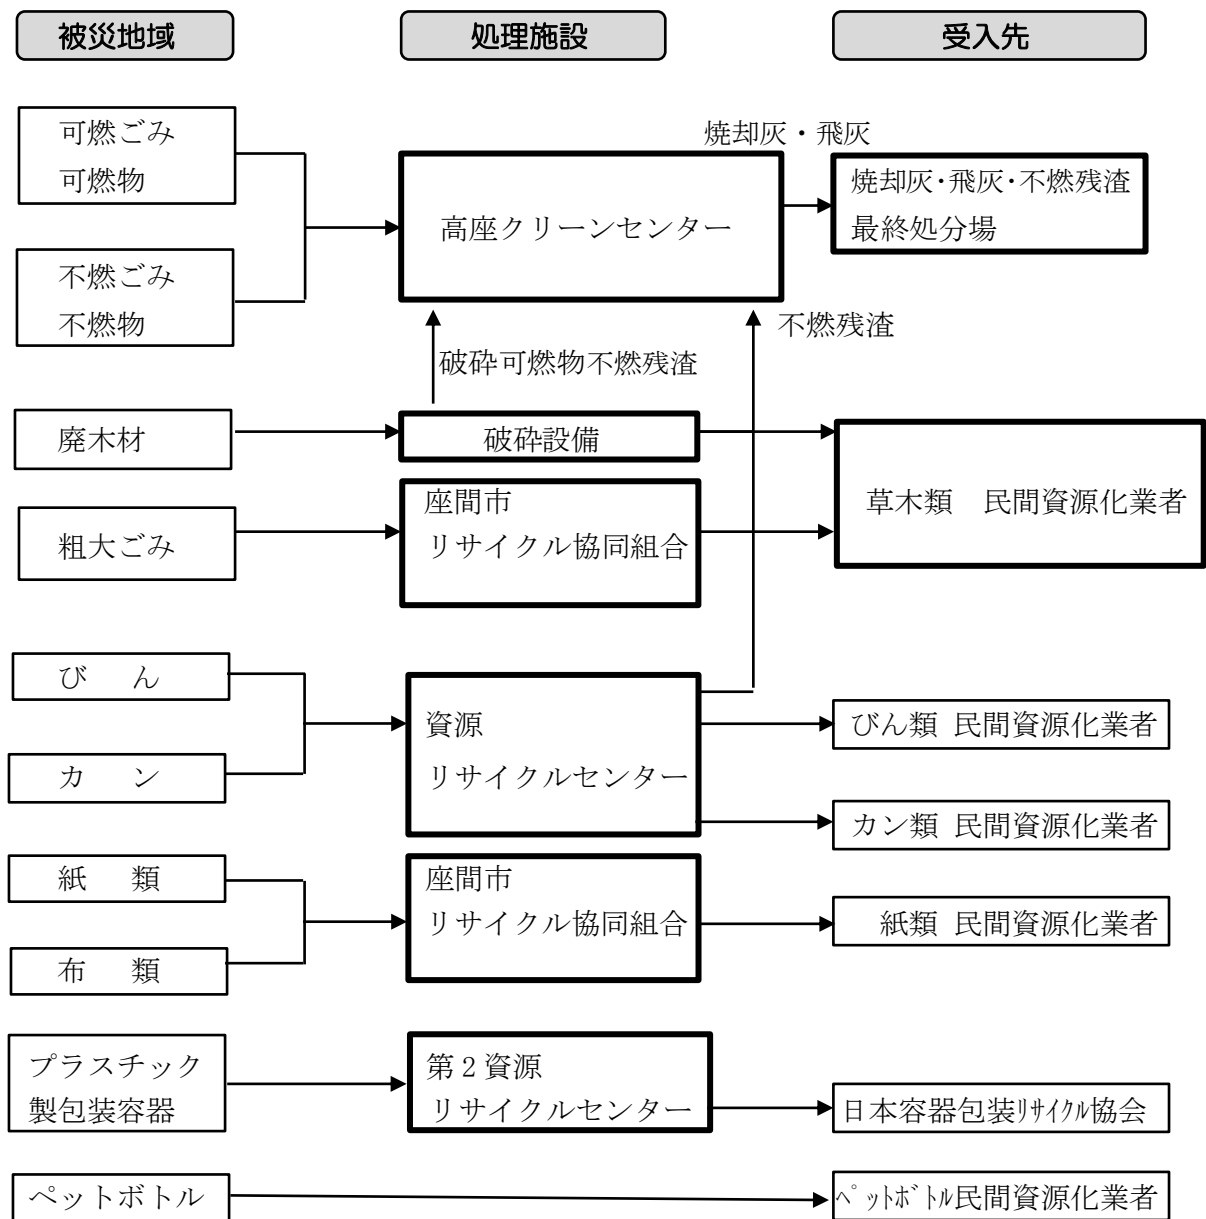 被災地域
処理施設
受入先
可燃ごみ
可燃物
不燃ごみ
不燃物
高座クリーンセンター
焼却灰・飛灰
焼却灰・飛灰・不燃残渣
最終処分場
不燃残渣
破砕可燃物不燃残渣
廃木材
破砕設備
粗大ごみ
座間市
リサイクル協同組合
草木類　民間資源化業者
びん
カン
資源
リサイクルセンター
びん類 民間資源化業者
カン類 民間資源化業者
紙類
布類
座間市
リサイクル協同組合
紙類 民間資源化業者
プラスチック
製包装容器
第2資源
リサイクルセンター
日本容器包装ﾘｻｲｸﾙ協会
ペットボトル
ﾍﾟｯﾄﾎﾞﾄﾙ民間資源化業者